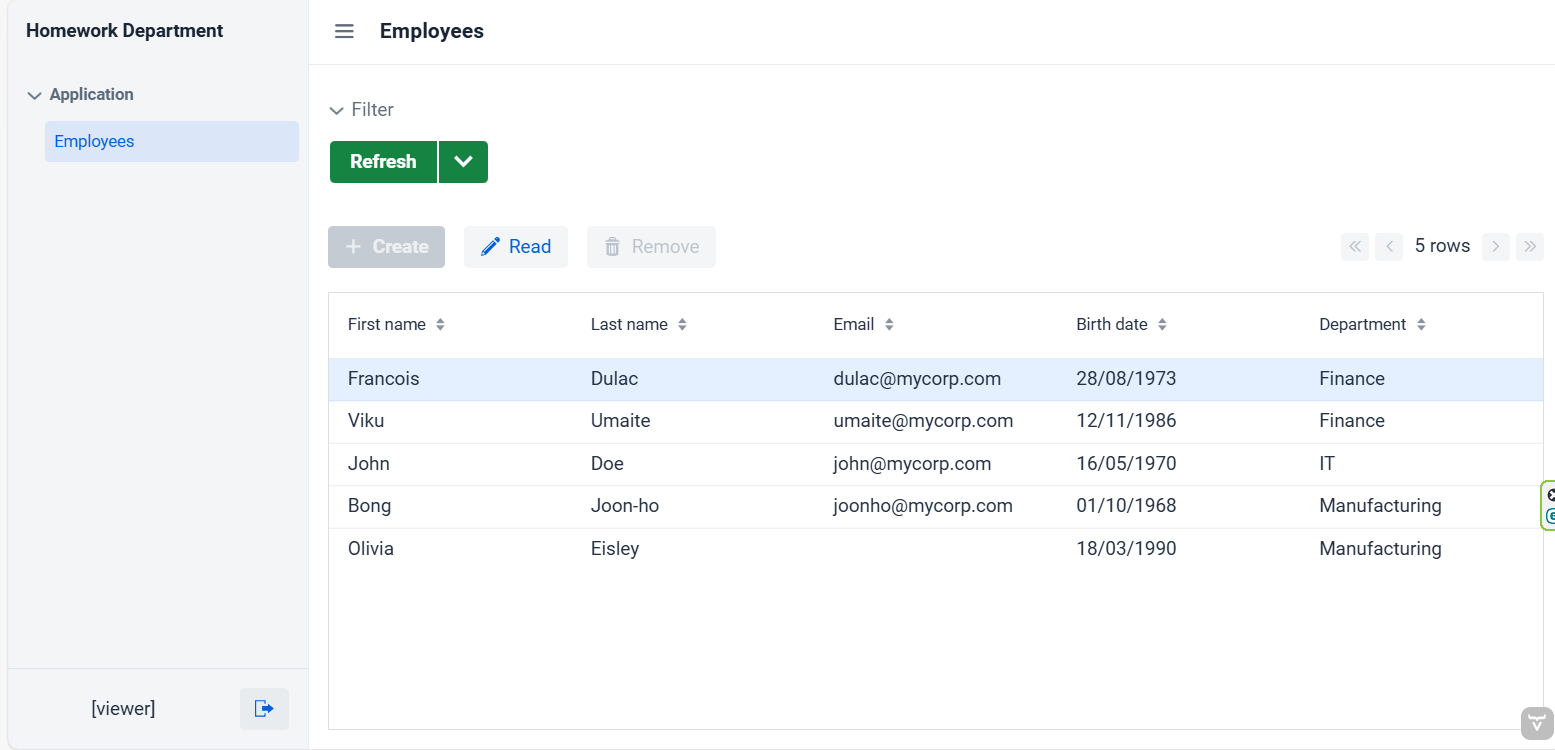 Homework Department
Employees
Application
Employees
Filter
Refresh
Create Read Remove 5 rows
First name Last name Email Birth date Department
Francois Dulac dulac@mycorp.com 28/08/1973 Finance
Viku Umaite umaite@mycorp.com 12/11/1986 Finance
John Doe john@mycorp.com 16/05/1970 IT
Bong Joon-ho joonho@mycorp.com 01/10/1968 Manufacturing
Olivia Eisley 18/03/1990 Manufacturing
[viewer]